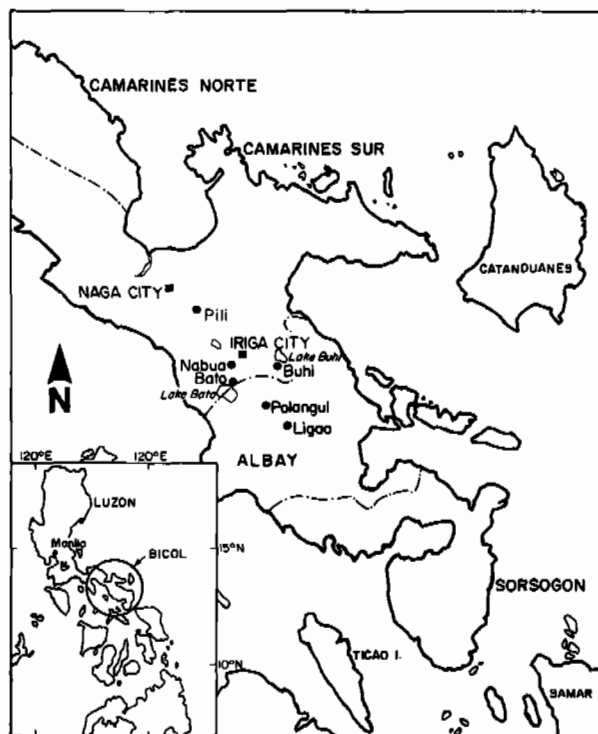 CAMARINES NORTE
CAMARINES SUR
CATANDUANES
NAGA CITY
Pili
IRIGA CITY
Lake Buhi
Nabua
Buhi
Bato
Lake Bato
Polangul
Ligao
N
ALBAY
120°E
120°E
LUZON
Manila
BICOL
15°N
SORSOGON
TICAO I.
10°N
SAMAR